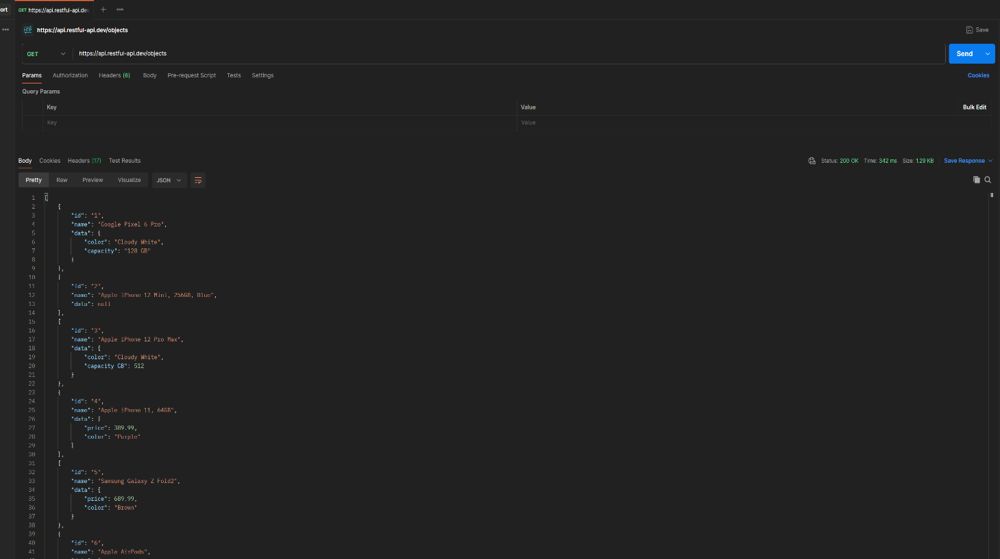 ort
GET https://api.restful-api.dev
https://api.restful-api.dev/objects
Save
GET
https://api.restful-api.dev/objects
Send
Params Authorization Headers (6) Body Pre-request Script Tests Settings Cookies
Query Params
Key Value Bulk Edit
Key Value
Body Cookies Headers (17) Test Results Status: 200 OK Time: 342 ms Size: 1.29 KB Save Response
Pretty Raw Preview Visualize JSON
1 [
2 {
3 "id": "1",
4 "name": "Google Pixel 6 Pro",
5 "data": {
6 "color": "Cloudy White",
7 "capacity": "128 GB"
8 }
9 },
10 {
11 "id": "2",
12 "name": "Apple iPhone 12 Mini, 256GB, Blue",
13 "data": null
14 },
15 {
16 "id": "3",
17 "name": "Apple iPhone 12 Pro Max",
18 "data": {
19 "color": "Cloudy White",
20 "capacity GB": 512
21 }
22 },
23 {
24 "id": "4",
25 "name": "Apple iPhone 11, 64GB",
26 "data": {
27 "price": 389.99,
28 "color": "Purple"
29 }
30 },
31 {
32 "id": "5",
33 "name": "Samsung Galaxy Z Fold2",
34 "data": {
35 "price": 689.99,
36 "color": "Brown"
37 }
38 },
39 {
40 "id": "6",
41 "name": "Apple AirPods",